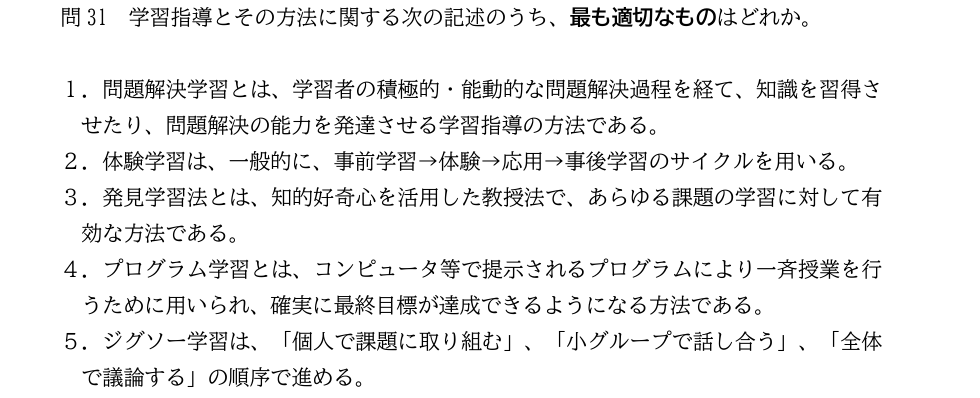 問 31　学習指導とその方法に関する次の記述のうち、最も適切なものはどれか。
１．問題解決学習とは、学習者の積極的・能動的な問題解決過程を経て、知識を習得さ
せたり、問題解決の能力を発達させる学習指導の方法である。
２．体験学習は、一般的に、事前学習→体験→応用→事後学習のサイクルを用いる。
３．発見学習法とは、知的好奇心を活用した教授法で、あらゆる課題の学習に対して有
効な方法である。
４．プログラム学習とは、コンピュータ等で提示されるプログラムにより一斉授業を行
うために用いられ、確実に最終目標が達成できるようになる方法である。
５．ジグソー学習は、「個人で課題に取り組む」、「小グループで話し合う」、「全体
で議論する」の順序で進める。